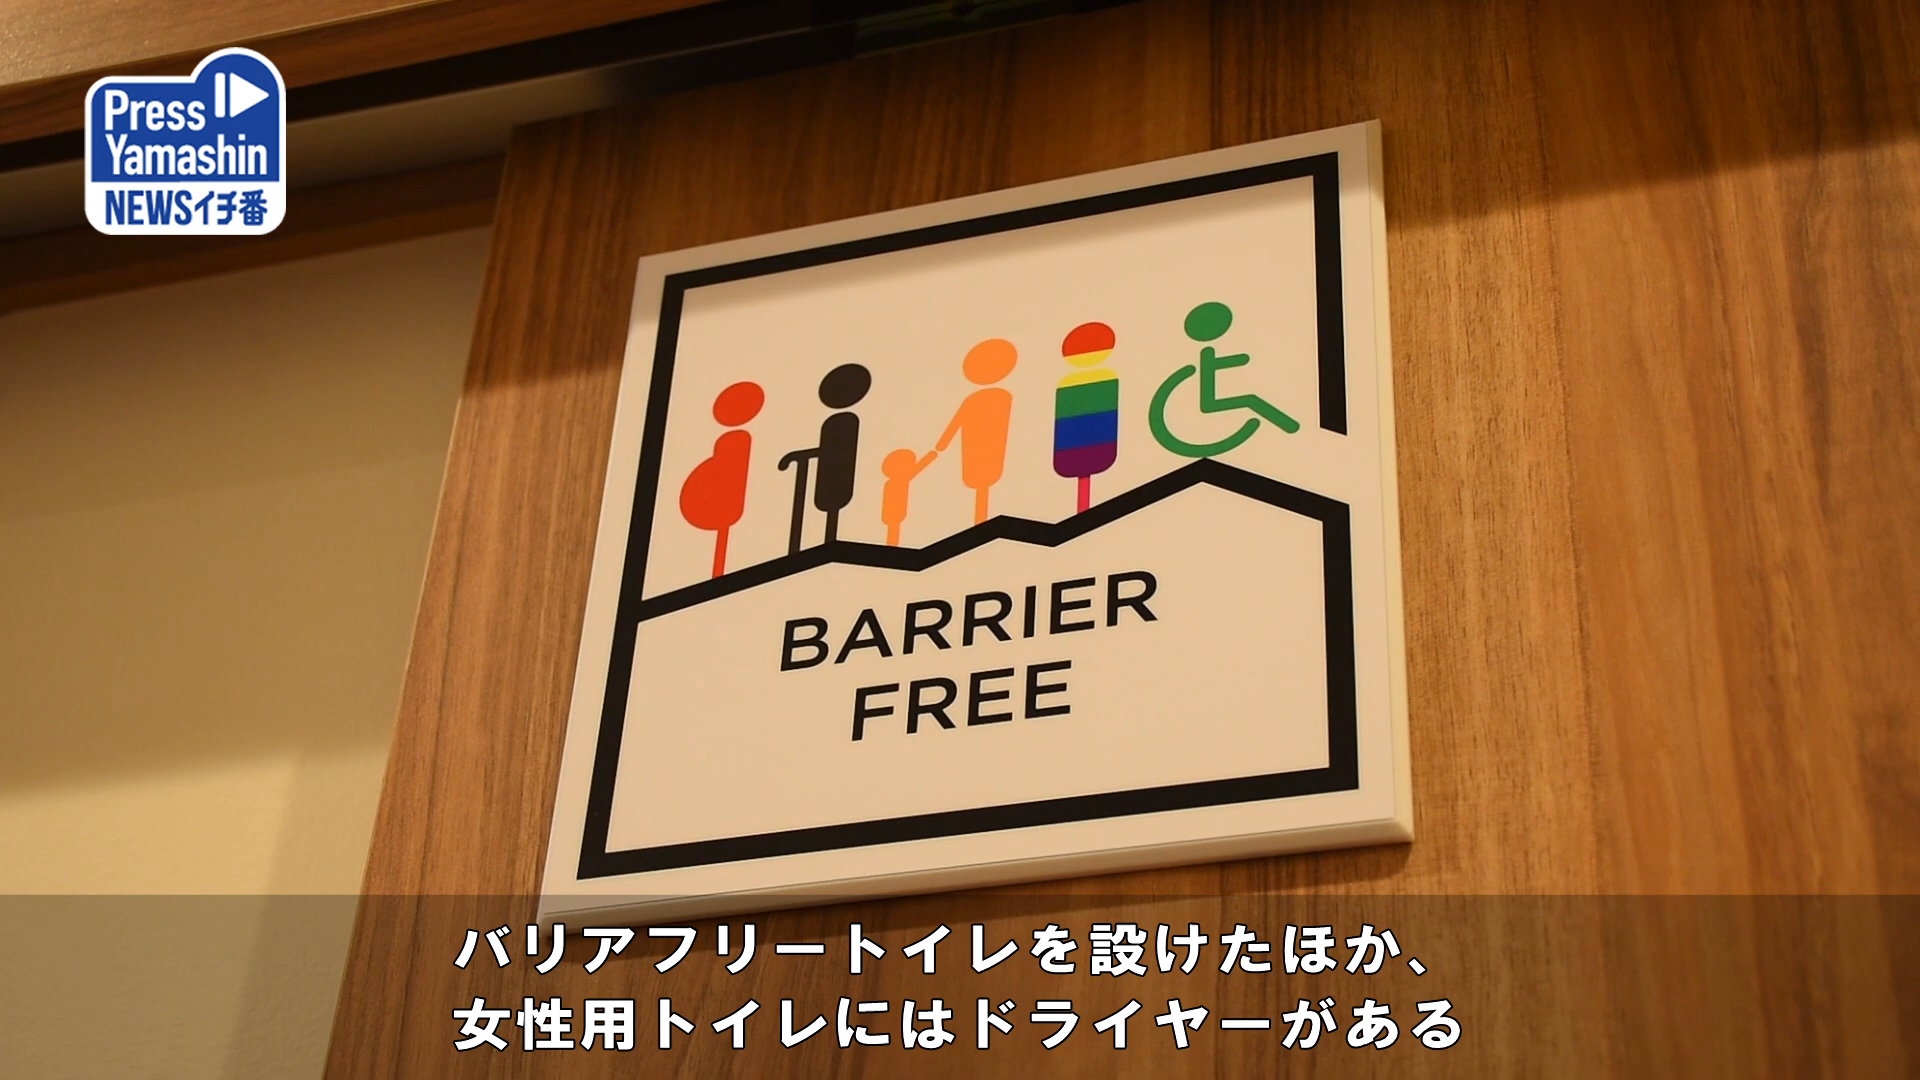 Press
Yamashin
NEWSイチ番
BARRIER
FREE
バリアフリートイレを設けたほか、
女性用トイレにはドライヤーがある